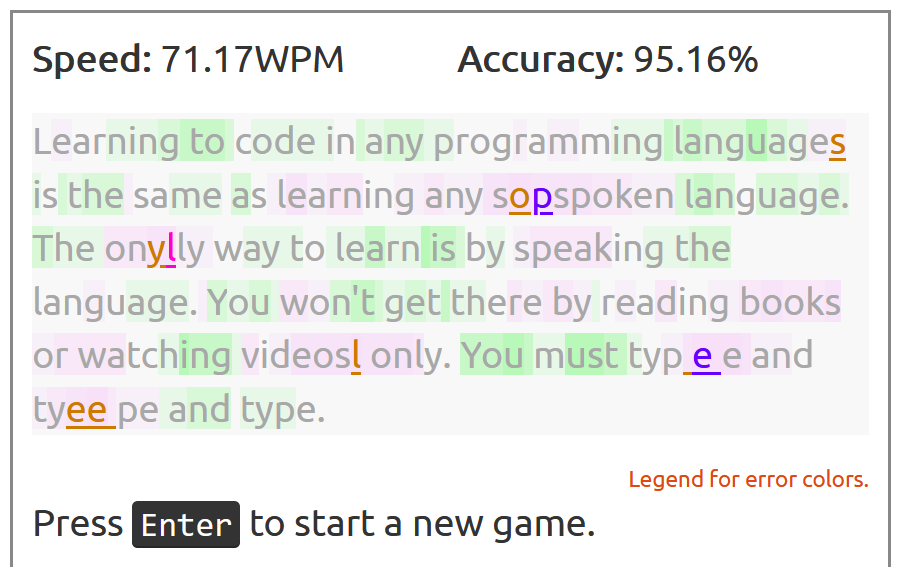 Speed: 71.17WPM Accuracy: 95.16%
Learning to code in any programming languages
is the same as learning any sopspoken language.
The onylly way to learn is by speaking the
language. You won't get there by reading books
or watching videosl only. You must typ e e and
tyee pe and type.
Legend for error colors.
Press Enter to start a new game.